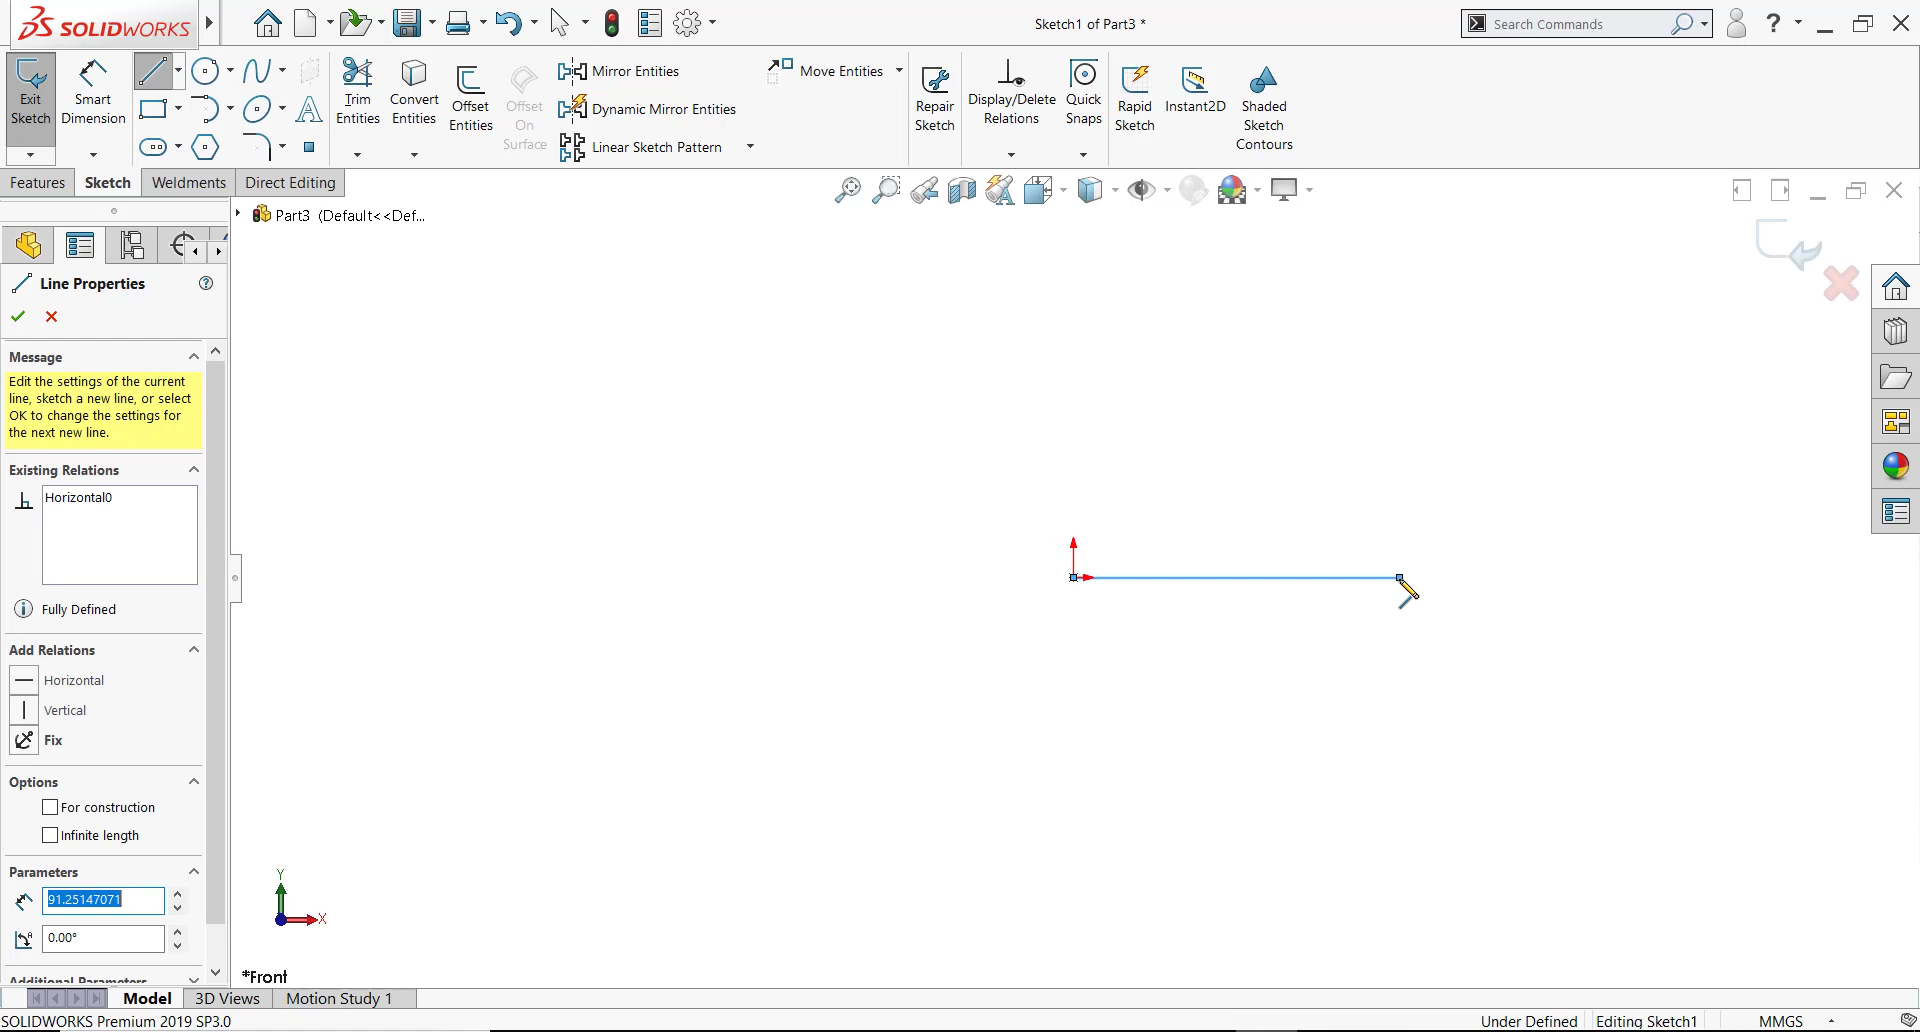 SOLIDWORKS
Sketch1 of Part3 *
Search Commands
?
Exit
Sketch
Smart
Dimension
Trim
Entities
Convert
Entities
Offset
Entities
Offset
On
Surface
Mirror Entities
Dynamic Mirror Entities
Linear Sketch Pattern
Move Entities
Repair
Sketch
Display/Delete
Relations
Quick
Snaps
Rapid
Sketch
Instant2D
Shaded
Sketch
Contours
Features
Sketch
Weldments
Direct Editing
Part3 (Default<<Def...
Line Properties
?
Message
Edit the settings of the current
line, sketch a new line, or select
OK to change the settings for
the next new line.
Existing Relations
Horizontal0
Fully Defined
Add Relations
Horizontal
Vertical
Fix
Options
For construction
Infinite length
Parameters
91.25147071
0.00°
Additional Parameters
Y
X
*Front
Model
3D Views
Motion Study 1
SOLIDWORKS Premium 2019 SP3.0
Under Defined
Editing Sketch1
MMGS